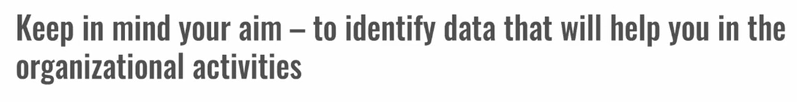 Keep in mind your aim – to identify data that will help you in the
organizational activities